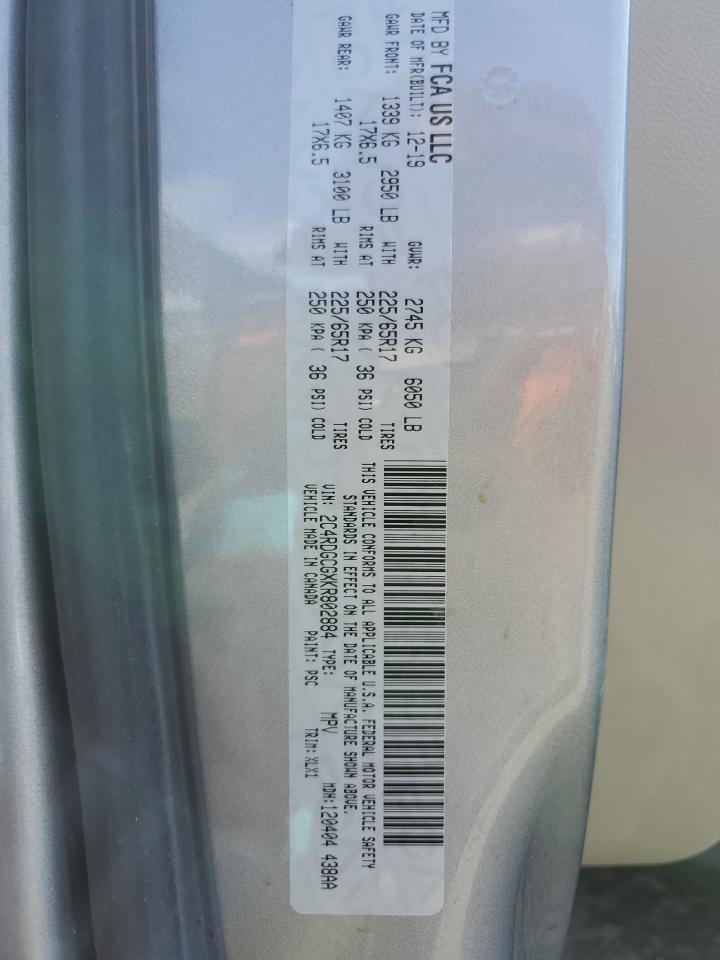 MFD BY FCA US LLC
DATE OF MFR(BUILT): 12-19 GVWR: 2745 KG 6050 LB
GAWR FRONT: 1339 KG 2950 LB WITH 225/65R17 TIRES
17X6.5 RIMS AT 250 KPA ( 36 PSI) COLD
GAWR REAR: 1407 KG 3100 LB WITH 225/65R17 TIRES
17X6.5 RIMS AT 250 KPA ( 36 PSI) COLD
THIS VEHICLE CONFORMS TO ALL APPLICABLE U.S.A. FEDERAL MOTOR VEHICLE SAFETY
STANDARDS IN EFFECT ON THE DATE OF MANUFACTURE SHOWN ABOVE.
VIN: 2C4RDGCGXKR802884 TYPE: MPV MDH:120404 438AA
VEHICLE MADE IN CANADA PAINT: PSC TRIM: XLX1